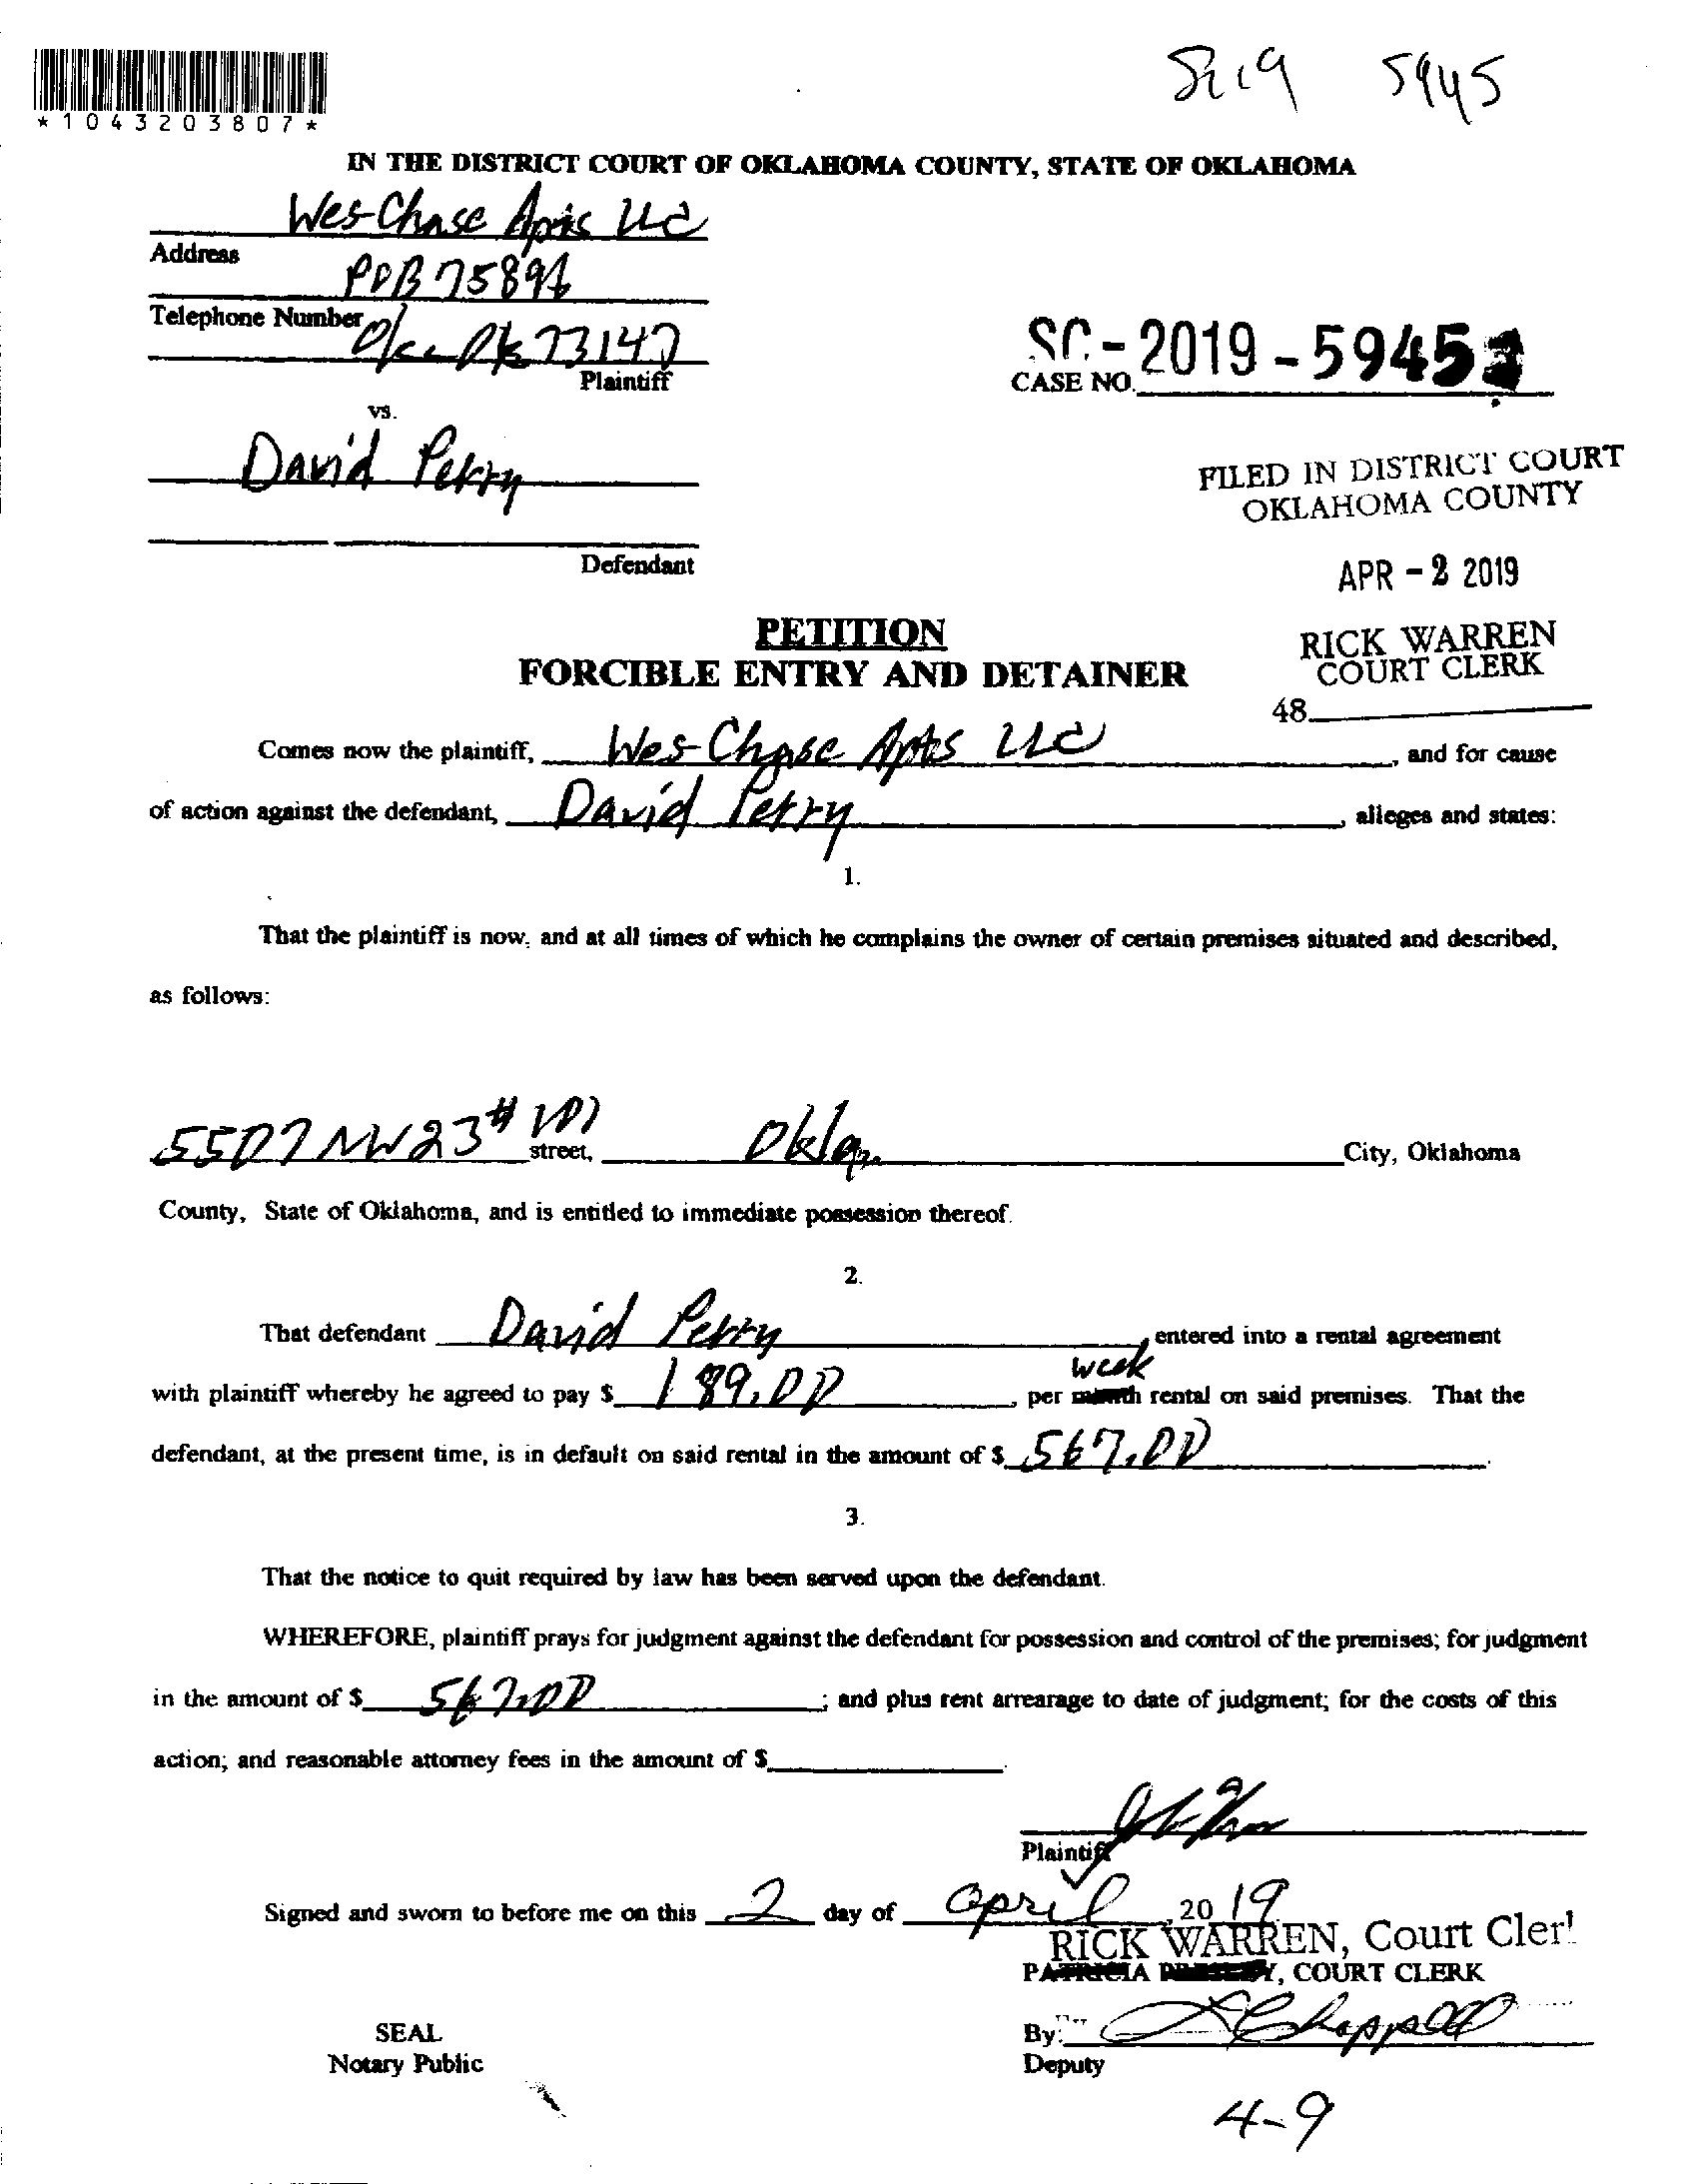 *1043203807*
5945
IN THE DISTRICT COURT OF OKLAHOMA COUNTY, STATE OF OKLAHOMA
Wes-Chase Apts LLC
Address
POB 75894
Telephone Number
Okc Ok 73147
Plaintiff
SC-2019-5945
CASE NO.
vs.
David Perry
Defendant
FILED IN DISTRICT COURT
OKLAHOMA COUNTY
APR - 2 2019
RICK WARREN
COURT CLERK
48
PETITION
FORCIBLE ENTRY AND DETAINER
Comes now the plaintiff, Wes-Chase Apts LLC, and for cause
of action against the defendant, David Perry, alleges and states:
1.
That the plaintiff is now, and at all times of which he complains the owner of certain premises situated and described,
as follows:
5507 NW 23 # 101 street, Okla. City, Oklahoma
County, State of Oklahoma, and is entitled to immediate possession thereof.
2.
That defendant David Perry, entered into a rental agreement
week
with plaintiff whereby he agreed to pay $ 189.00, per month rental on said premises. That the
defendant, at the present time, is in default on said rental in the amount of $ 567.00.
3.
That the notice to quit required by law has been served upon the defendant.
WHEREFORE, plaintiff prays for judgment against the defendant for possession and control of the premises; for judgment
in the amount of $ 567.00; and plus rent arrearage to date of judgment; for the costs of this
action; and reasonable attorney fees in the amount of $
Plaintiff
Signed and sworn to before me on this 2 day of April, 2019
RICK WARREN, Court Clerk
PATRICIA PRESLEY, COURT CLERK
SEAL
Notary Public
By: Chappell
Deputy
4-9